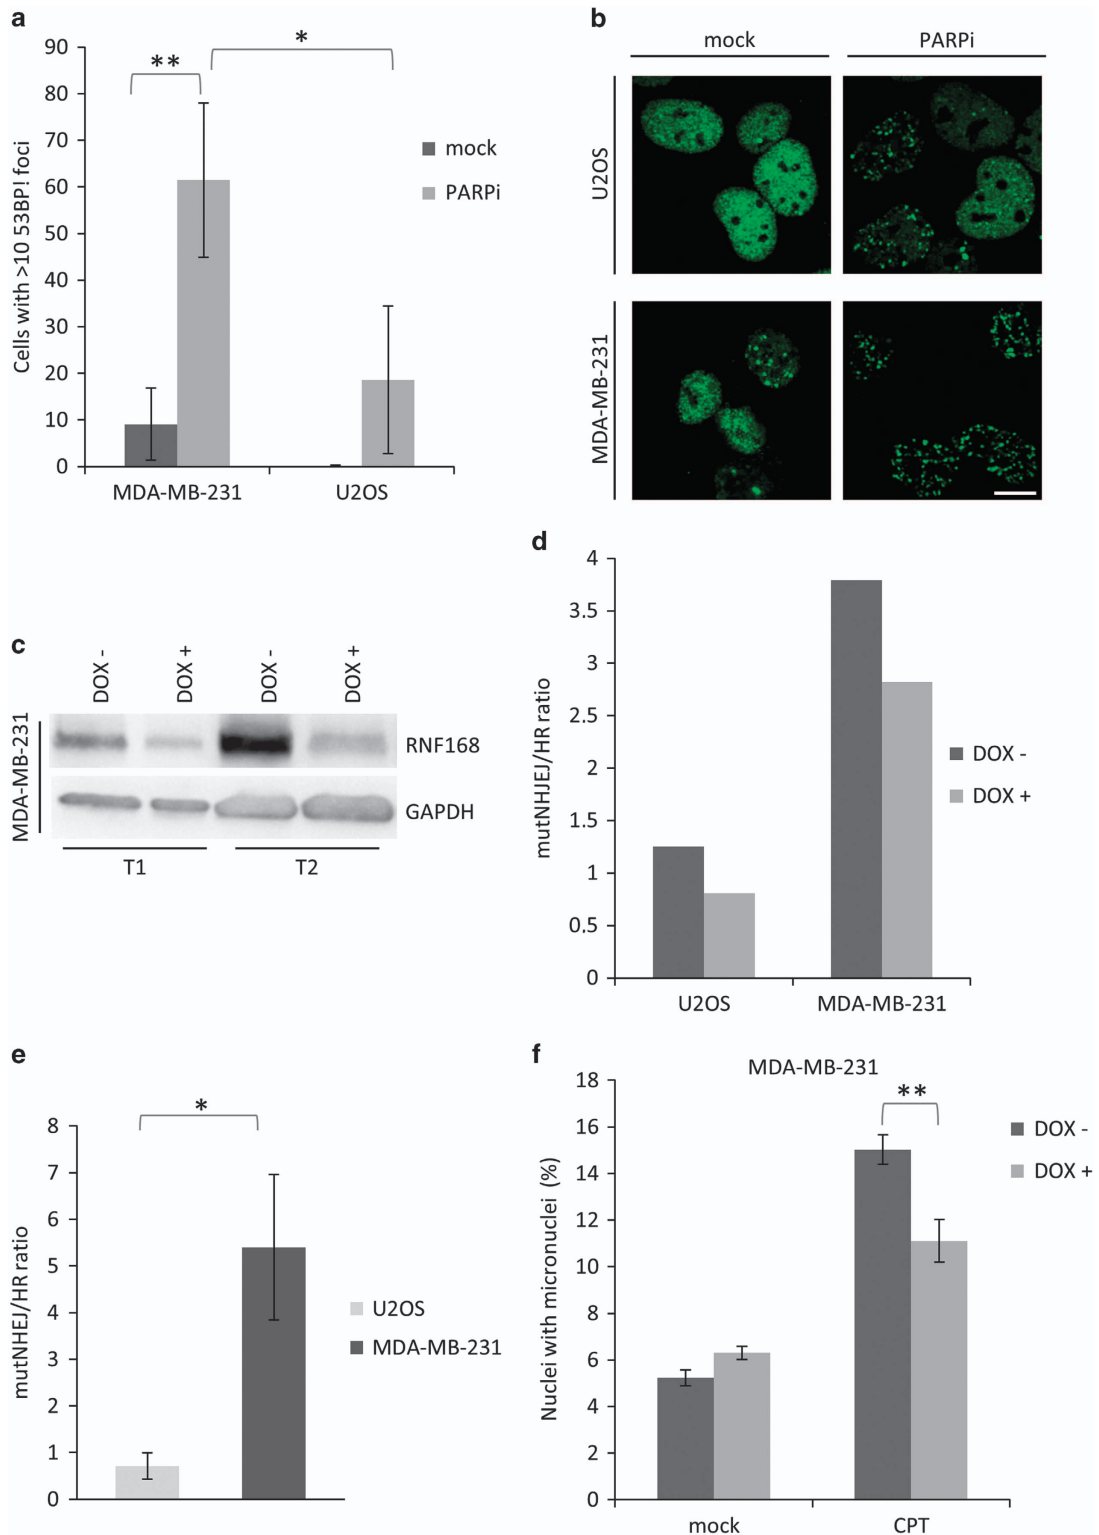 a
90
80
70
60
50
40
30
20
10
0
Cells with >10 53BP! foci
**
*
mock
PARPi
MDA-MB-231
U2OS
b
mock
PARPi
U2OS
MDA-MB-231
c
DOX -
DOX +
DOX -
DOX +
MDA-MB-231
RNF168
GAPDH
T1
T2
d
4
3.5
3
2.5
2
1.5
1
0.5
0
mutNHJEJ/HR ratio
DOX -
DOX +
U2OS
MDA-MB-231
e
8
7
6
5
4
3
2
1
0
mutNHEJ/HR ratio
*
U2OS
MDA-MB-231
f
MDA-MB-231
18
16
14
12
10
8
6
4
2
0
Nuclei with micronuclei (%)
**
DOX -
DOX +
mock
CPT